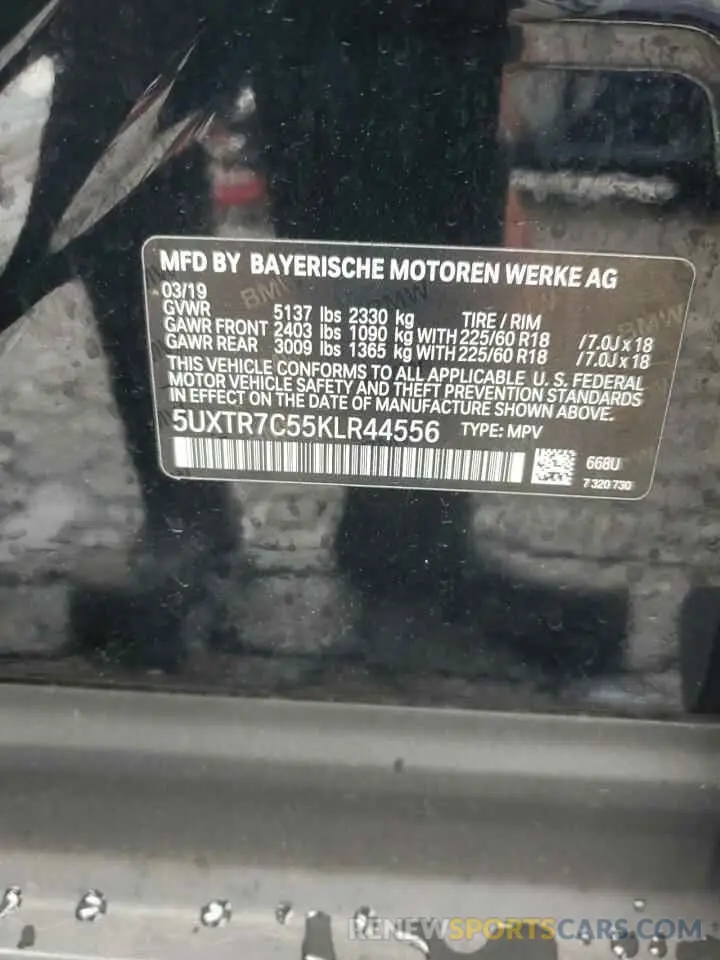 MFD BY BAYERISCHE MOTOREN WERKE AG
03/19
GVWR 5137 lbs 2330 kg TIRE / RIM
GAWR FRONT 2403 lbs 1090 kg WITH 225/60 R18 /7.0J x 18
GAWR REAR 3009 lbs 1365 kg WITH 225/60 R18 /7.0J x 18
THIS VEHICLE CONFORMS TO ALL APPLICABLE U. S. FEDERAL
MOTOR VEHICLE SAFETY AND THEFT PREVENTION STANDARDS
IN EFFECT ON THE DATE OF MANUFACTURE SHOWN ABOVE.
5UXTR7C55KLR44556 TYPE: MPV
668U
7 320 730
RENEWSPORTSCARS.COM